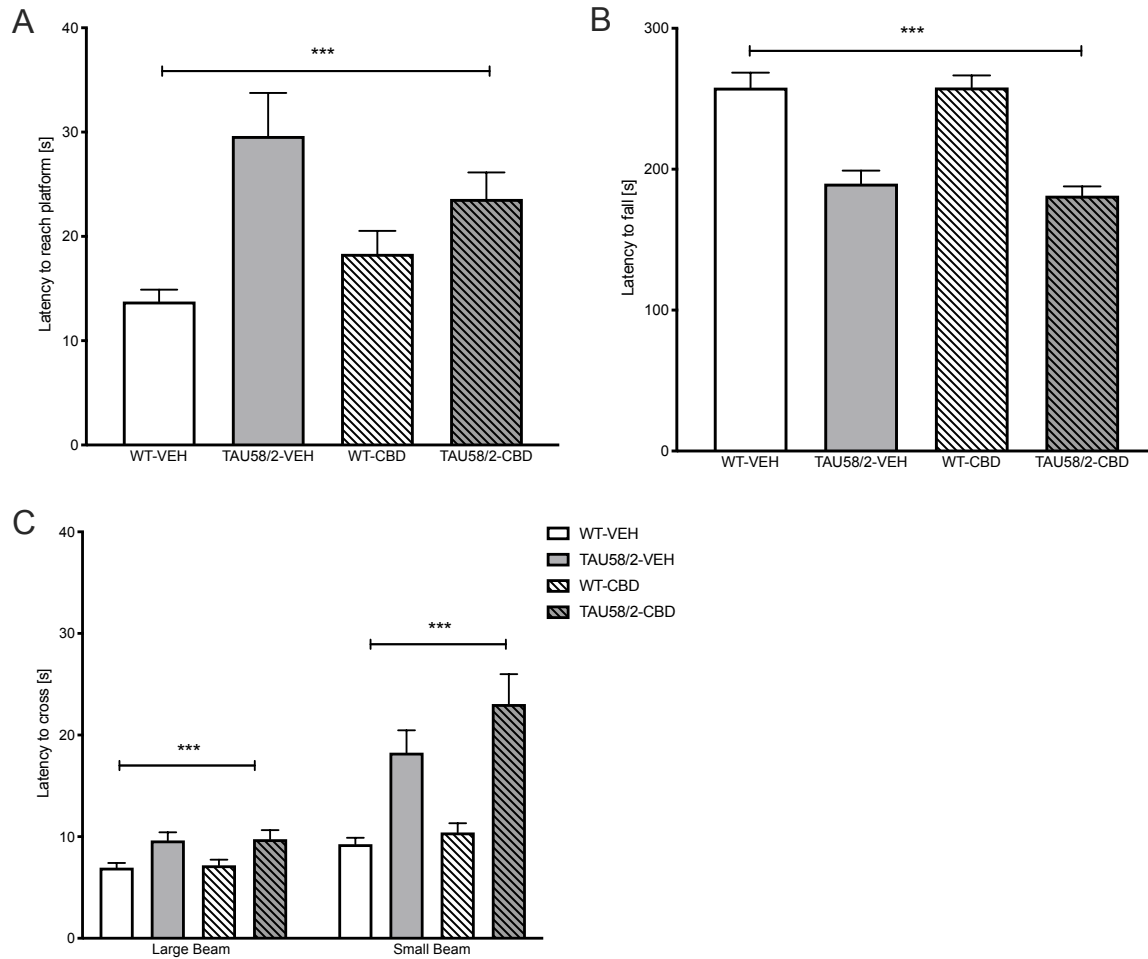 A
Latency to reach platform [s]
40
30
20
10
0
***
WT-VEH TAU58/2-VEH WT-CBD TAU58/2-CBD
B
Latency to fall [s]
300
200
100
0
***
WT-VEH TAU58/2-VEH WT-CBD TAU58/2-CBD
C
Latency to cross [s]
40
30
20
10
0
***
***
Large Beam Small Beam
WT-VEH
TAU58/2-VEH
WT-CBD
TAU58/2-CBD